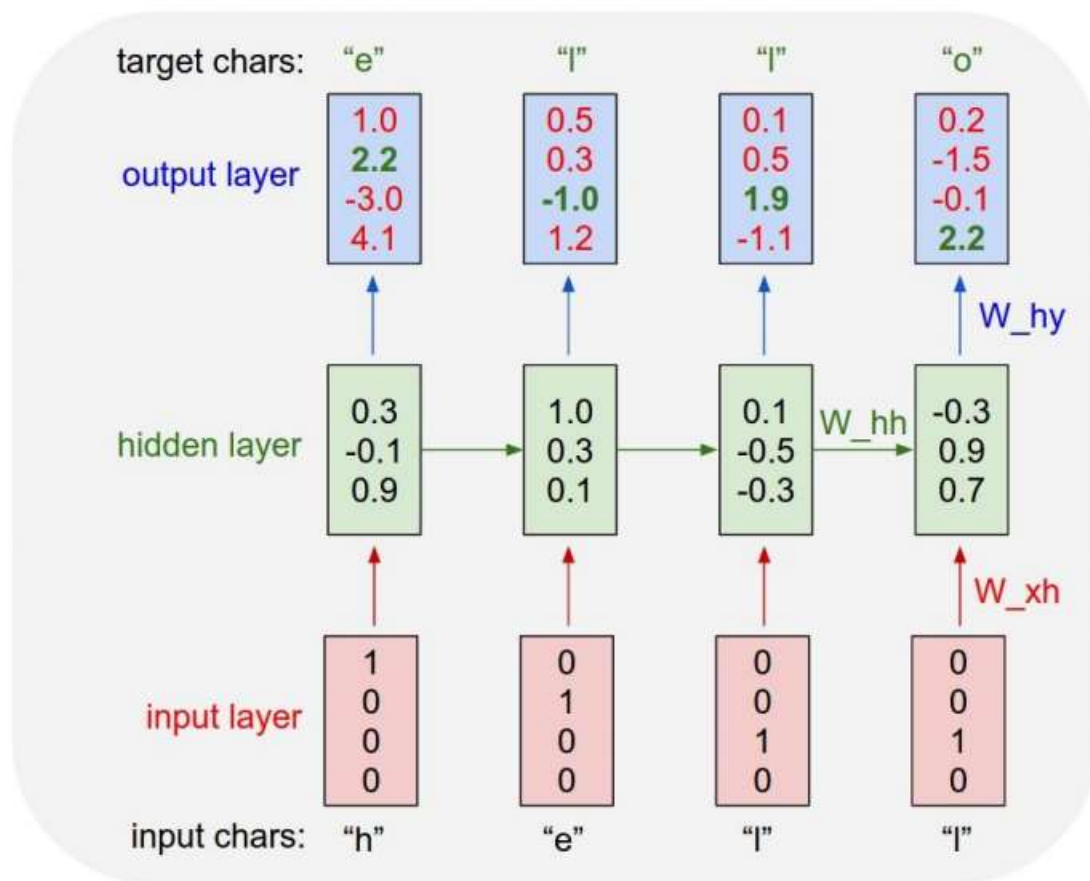 target chars: “e” “l” “l” “o”
1.0 0.5 0.1 0.2
2.2 0.3 0.5 -1.5
output layer
-3.0 -1.0 1.9 -0.1
4.1 1.2 -1.1 2.2
W_hy
0.3 1.0 0.1 -0.3
W_hh
hidden layer -0.1 0.3 -0.5 0.9
0.9 0.1 -0.3 0.7
W_xh
1 0 0 0
0 1 0 0
input layer
0 0 1 1
0 0 0 0
input chars: “h” “e” “l” “l”